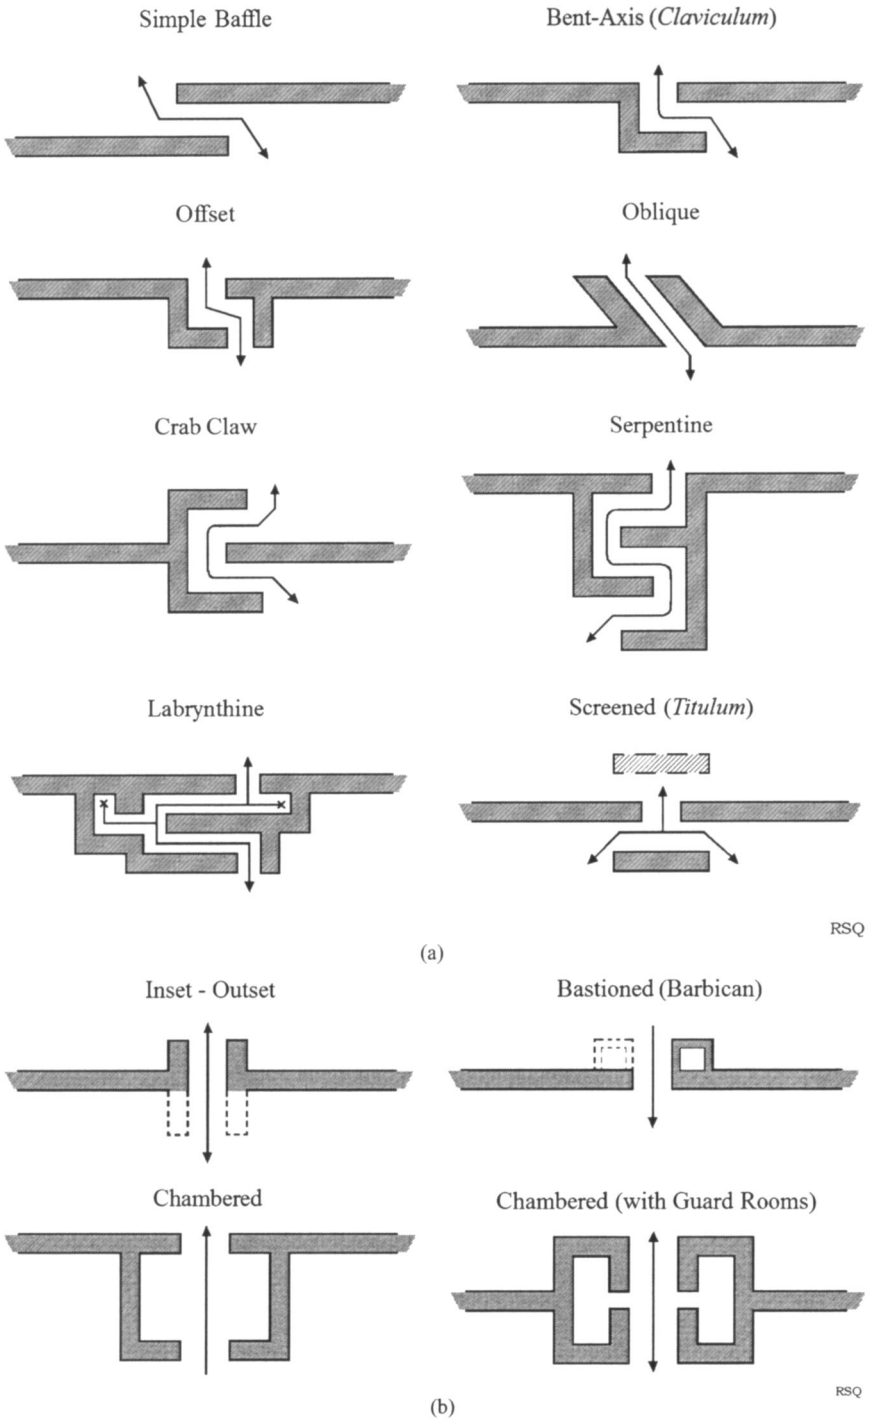 Simple Baffle
Bent-Axis (Claviculum)
Offset
Oblique
Crab Claw
Serpentine
Labrynthine
Screened (Titulum)
RSQ
(a)
Inset - Outset
Bastioned (Barbican)
Chambered
Chambered (with Guard Rooms)
RSQ
(b)